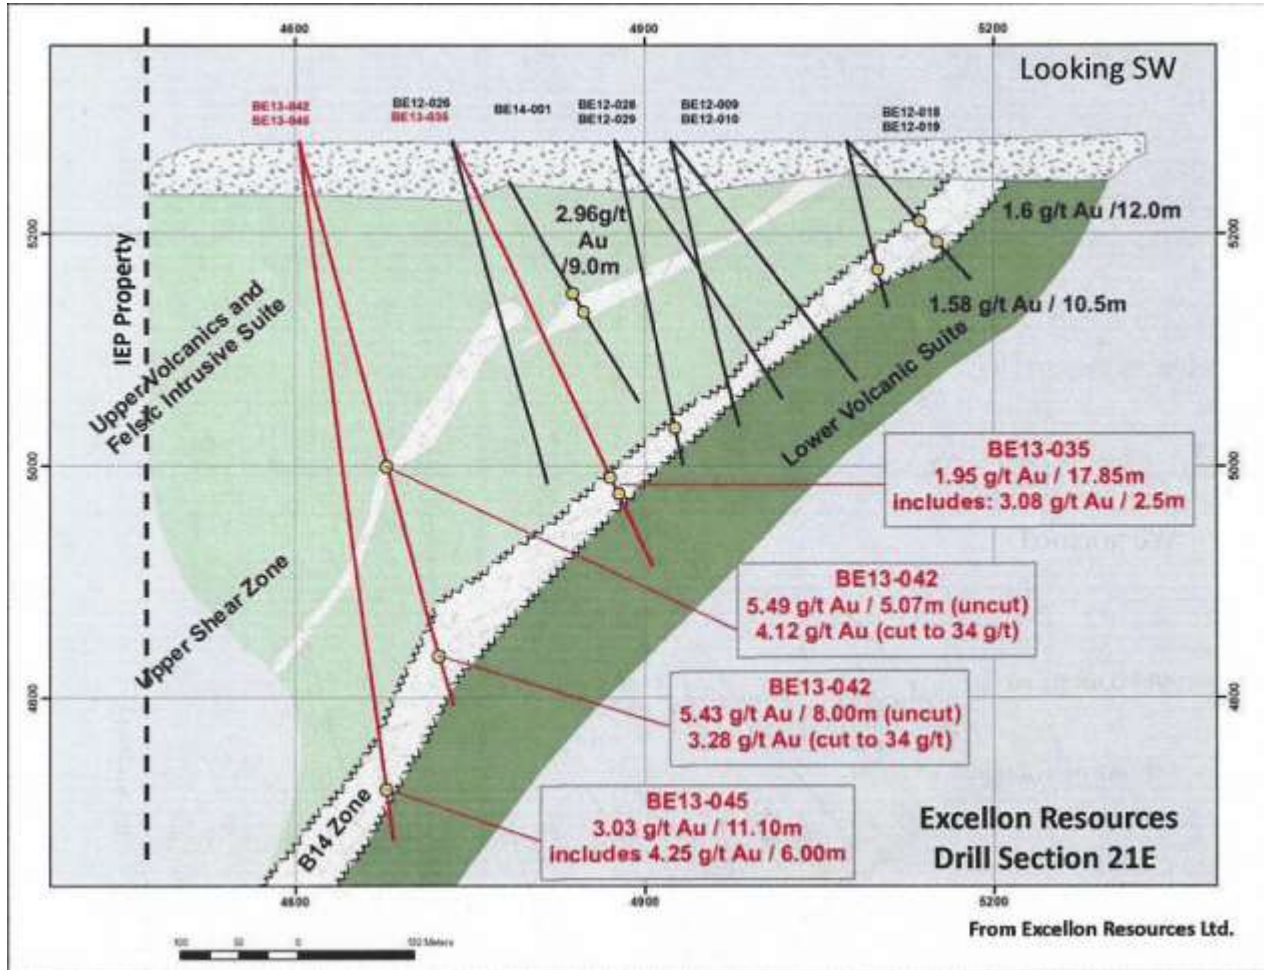 4600
4900
5200
Looking SW
BE13-042
BE13-045
BE12-026
BE13-035
BE14-001
BE12-028
BE12-029
BE12-009
BE12-010
BE12-018
BE12-019
5200
5200
2.96g/t
Au
/9.0m
1.6 g/t Au /12.0m
1.58 g/t Au / 10.5m
IEP Property
Upper Volcanics and
Felsic Intrusive Suite
Lower Volcanic Suite
5000
5000
BE13-035
1.95 g/t Au / 17.85m
includes: 3.08 g/t Au / 2.5m
BE13-042
5.49 g/t Au / 5.07m (uncut)
4.12 g/t Au (cut to 34 g/t)
Upper Shear Zone
4800
4800
BE13-042
5.43 g/t Au / 8.00m (uncut)
3.28 g/t Au (cut to 34 g/t)
BE13-045
3.03 g/t Au / 11.10m
includes 4.25 g/t Au / 6.00m
B14 Zone
Excellon Resources
Drill Section 21E
4600
4900
5200
From Excellon Resources Ltd.
100
50
0
100 Meters